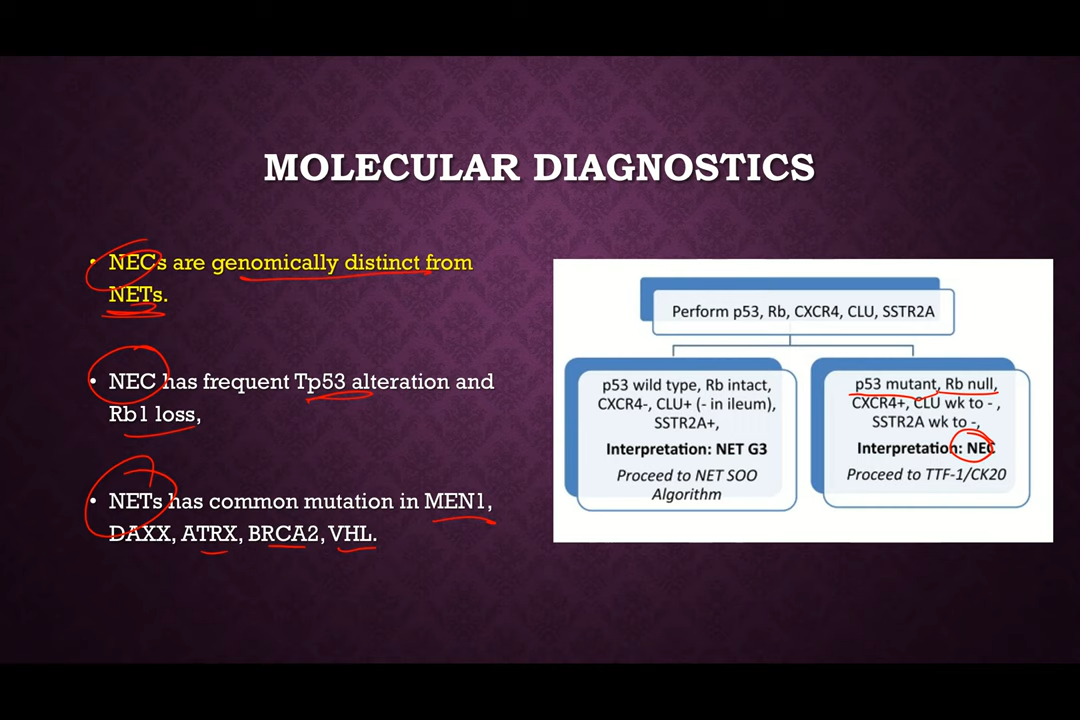 MOLECULAR DIAGNOSTICS
• NECs are genomically distinct from
NETs.
• NEC has frequent Tp53 alteration and
Rb1 loss,
• NETs has common mutation in MEN1,
DAXX, ATRX, BRCA2, VHL.
Perform p53, Rb, CXCR4, CLU, SSTR2A
p53 wild type, Rb intact,
CXCR4-, CLU+ (- in ileum),
SSTR2A+,
Interpretation: NET G3
Proceed to NET SOO
Algorithm
p53 mutant, Rb null,
CXCR4+, CLU wk to - ,
SSTR2A wk to -,
Interpretation: NEC
Proceed to TTF-1/CK20